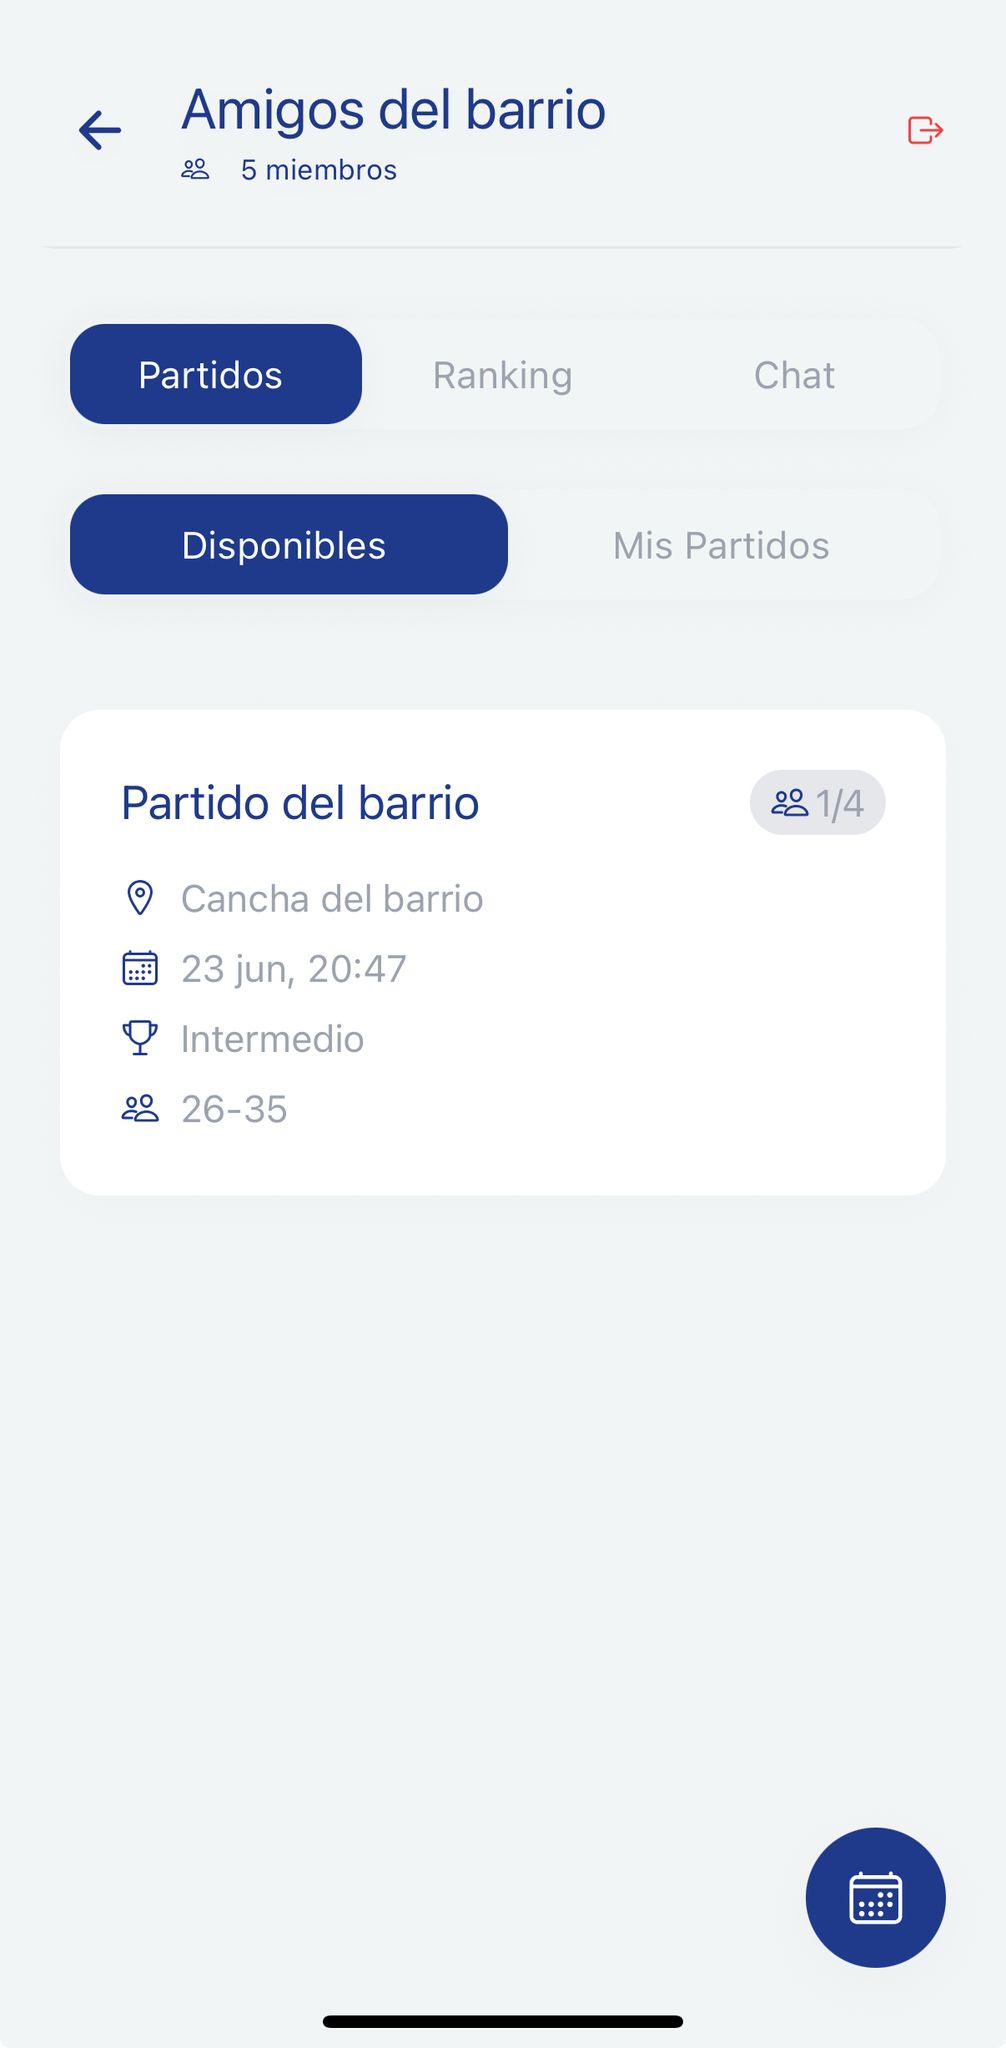 Amigos del barrio
5 miembros
Partidos Ranking Chat
Disponibles Mis Partidos
Partido del barrio 1/4
Cancha del barrio
23 jun, 20:47
Intermedio
26-35